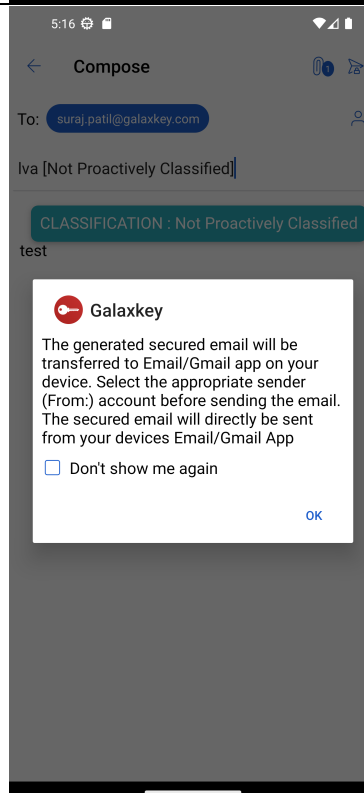 5:16
Compose
1
To: suraj.patil@galaxkey.com
lva [Not Proactively Classified]
CLASSIFICATION : Not Proactively Classified
test
Galaxkey
The generated secured email will be
transferred to Email/Gmail app on your
device. Select the appropriate sender
(From:) account before sending the email.
The secured email will directly be sent
from your devices Email/Gmail App
Don't show me again
OK